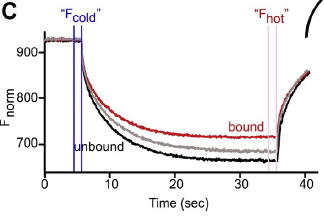 C
"Fcold" "Fhot"
900
800
700
Fnorm
bound
unbound
0 10 20 30 40
Time (sec)